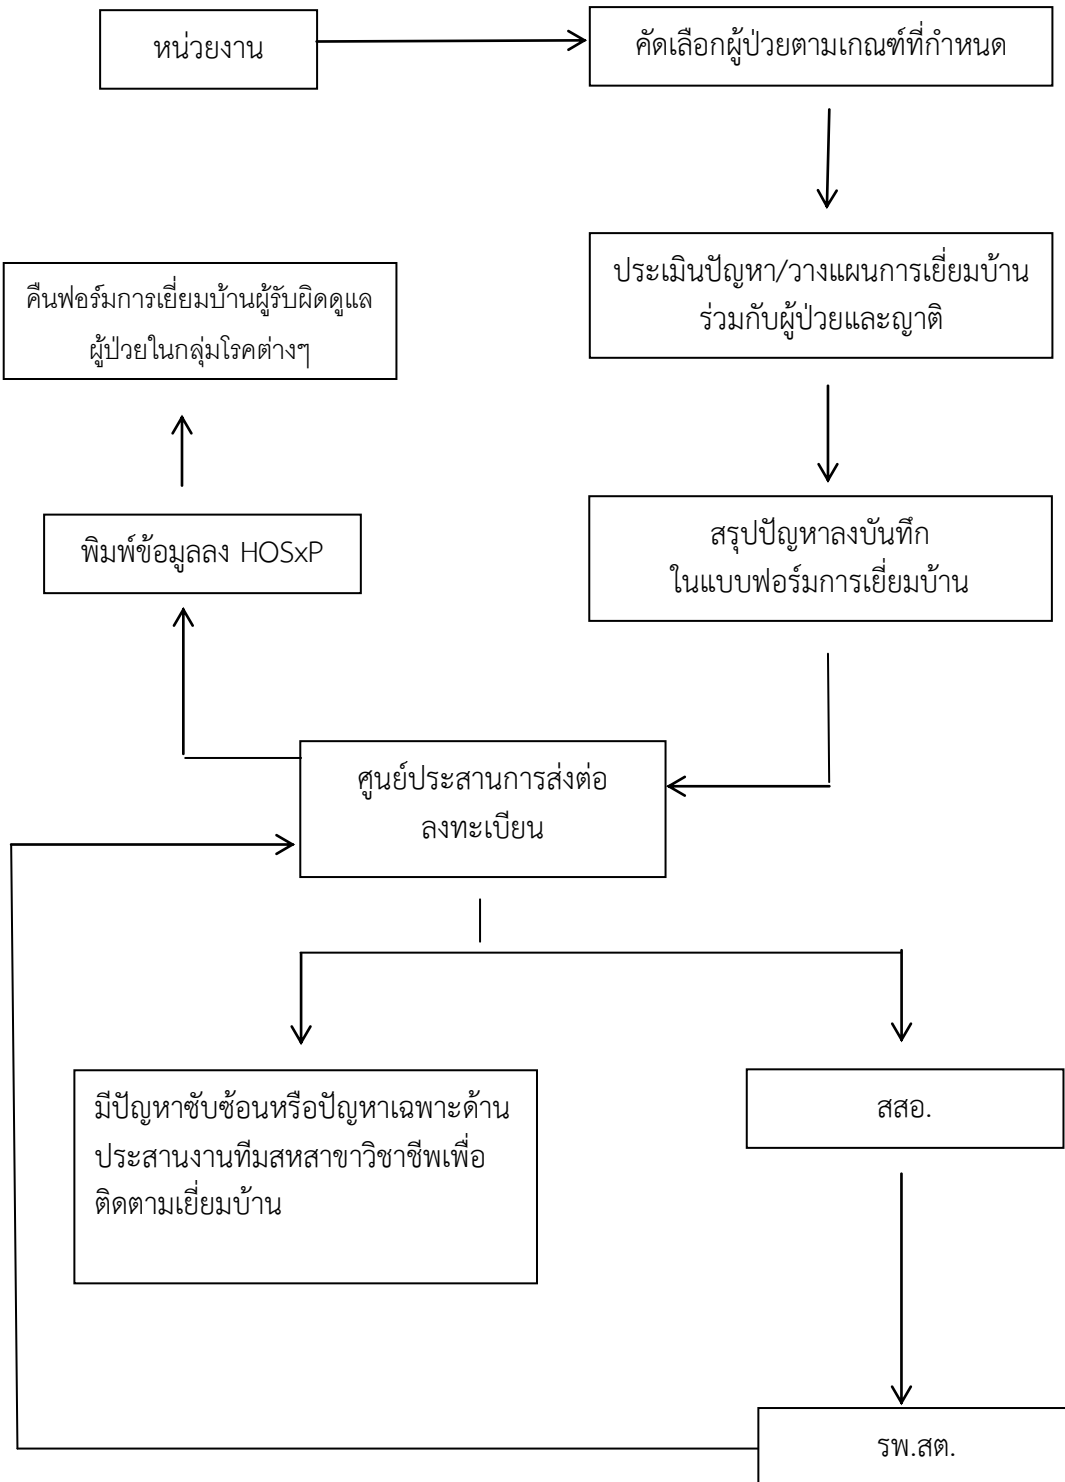 หน่วยงาน
คัดเลือกผู้ป่วยตามเกณฑ์ที่กำหนด
ประเมินปัญหา/วางแผนการเยี่ยมบ้าน
ร่วมกับผู้ป่วยและญาติ
คืนฟอร์มการเยี่ยมบ้านผู้รับผิดดูแล
ผู้ป่วยในกลุ่มโรคต่างๆ
สรุปปัญหาลงบันทึก
ในแบบฟอร์มการเยี่ยมบ้าน
พิมพ์ข้อมูลลง HOSxP
ศูนย์ประสานการส่งต่อ
ลงทะเบียน
มีปัญหาซับซ้อนหรือปัญหาเฉพาะด้าน
ประสานงานทีมสหสาขาวิชาชีพเพื่อ
ติดตามเยี่ยมบ้าน
สสอ.
รพ.สต.